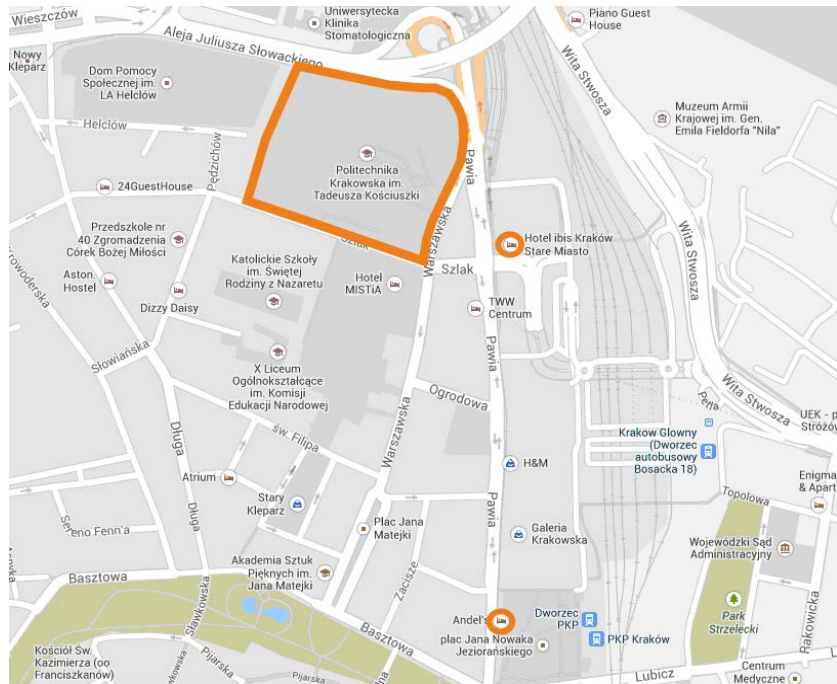 Wieszczów
Uniwersytecka
Klinika
Stomatologiczna
Piano Guest
House
Aleja Juliusza Słowackiego
Nowy
Kleparz
Dom Pomocy
Społecznej im.
LA Helclów
Wita Stwosza
Muzeum Armii
Krajowej im. Gen.
Emila Fieldorfa "Nila"
Helclów
Pędzichów
Politechnika
Krakowska im.
Tadeusza Kościuszki
Pawia
24GuestHouse
Przedszkole nr
40 Zgromadzenia
Córek Bożej Miłości
Szlak
Warszawska
Hotel ibis Kraków
Stare Miasto
Wita Stwosza
Krowoderska
Katolickie Szkoły
im. Świętej
Rodziny z Nazaretu
Szlak
Aston.
Hostel
Hotel
MISTiA
Dizzy Daisy
TWW
Centrum
Słowiańska
Pawia
X Liceum
Ogólnokształcące
im. Komisji
Edukacji Narodowej
Ogrodowa
Wita Stwosza
Długa
św. Filipa
Warszawska
UEK - p
Stróżów
Krakow Glowny
(Dworzec
autobusowy
Bosacka 18)
H&M
Atrium
Enigma
& Apart
Topolowa
Stary
Kleparz
Pawia
Sereno Fenn'a
Długa
Plac Jana
Matejki
Galeria
Krakowska
Wojewódzki Sąd
Administracyjny
Akademia Sztuk
Pięknych im.
Jana Matejki
Zacisze
Basztowa
Sławkowska
Andel's
Dworzec
PKP
Park
Strzelecki
Rakowicka
Basztowa
plac Jana Nowaka
Jeziorańskiego
PKP Kraków
Kościół Św.
Kazimierza (oo
Franciszkanów)
Pijarska
Pijarska
Lubicz
Centrum
Medyczne